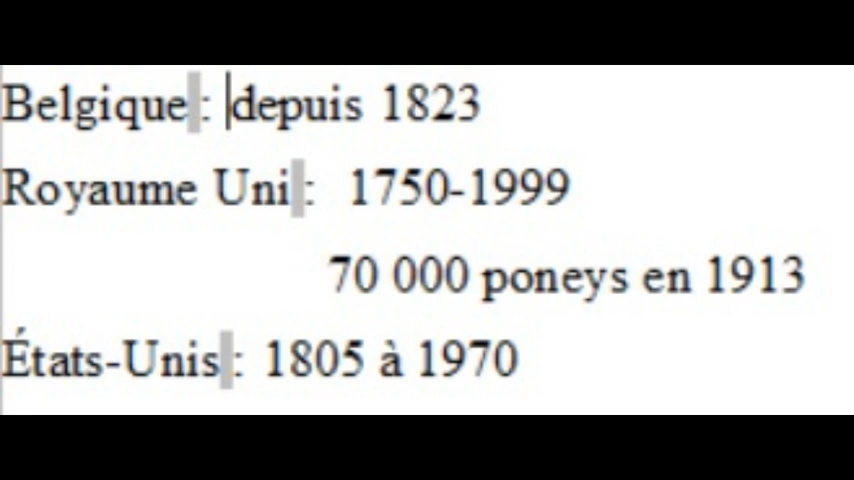 Belgique : depuis 1823
Royaume Uni : 1750-1999
70 000 poneys en 1913
États-Unis : 1805 à 1970